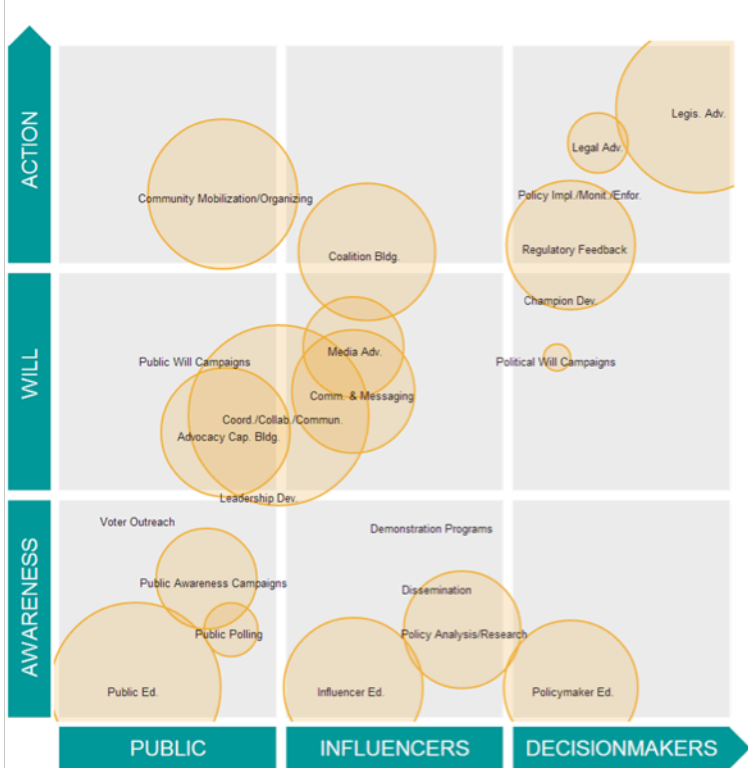 ACTION
Legis. Adv.
Legal Adv.
Community Mobilization/Organizing
Policy Impl./Monit./Enfor.
Coalition Bldg.
Regulatory Feedback
WILL
Champion Dev.
Public Will Campaigns
Media Adv.
Political Will Campaigns
Comm. & Messaging
Coord./Collab./Commun.
Advocacy Cap. Bldg.
Leadership Dev.
AWARENESS
Voter Outreach
Demonstration Programs
Public Awareness Campaigns
Dissemination
Public Polling
Policy Analysis/Research
Public Ed.
Influencer Ed.
Policymaker Ed.
PUBLIC
INFLUENCERS
DECISIONMAKERS